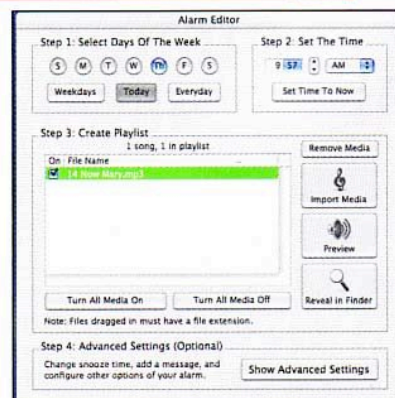 Alarm Editor
Step 1: Select Days Of The Week
S M T W Th F S
Weekdays Today Everyday
Step 2: Set The Time
9 57 AM
Set Time To Now
Step 3: Create Playlist
1 song, 1 in playlist
On File Name
14 Now Mary.mp3
Remove Media
Import Media
Preview
Reveal in Finder
Turn All Media On Turn All Media Off
Note: Files dragged in must have a file extension.
Step 4: Advanced Settings (Optional)
Change snooze time, add a message, and
configure other options of your alarm.
Show Advanced Settings